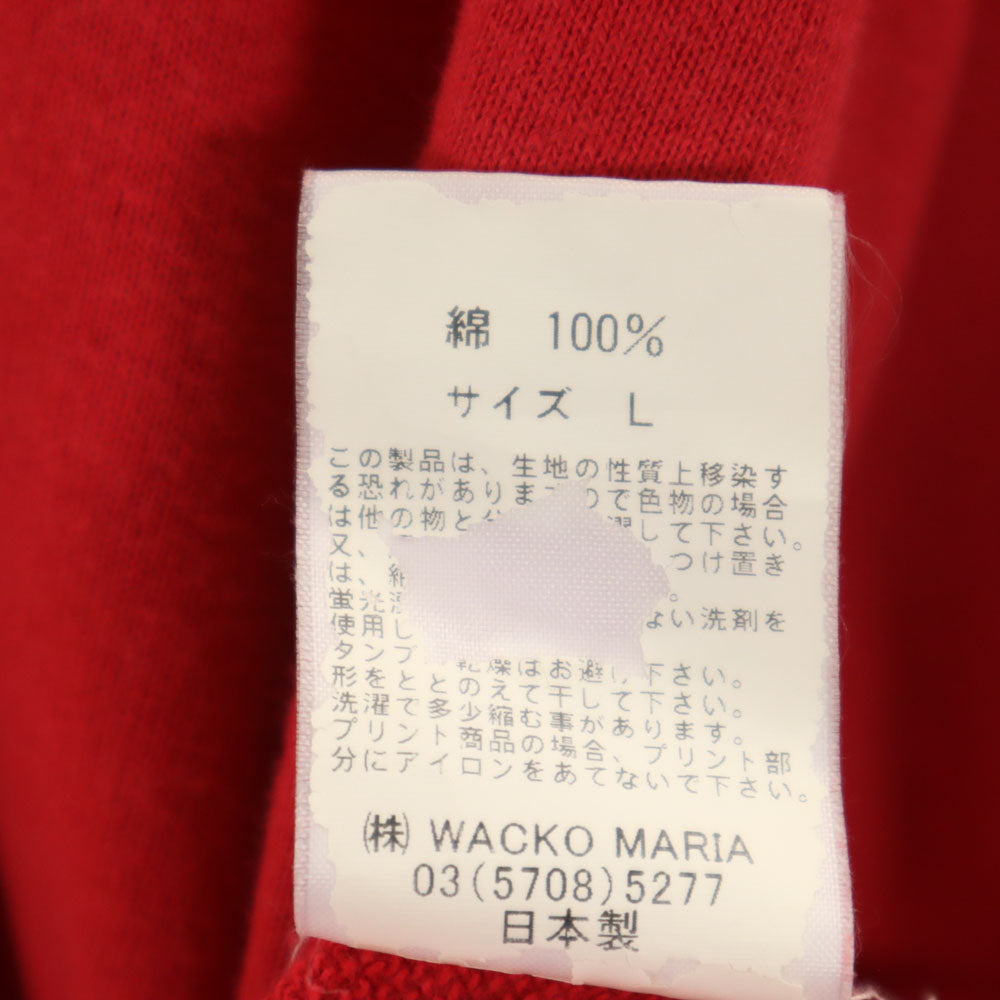 綿 100%
サイズ L
この製品は、生地の性質上移染す
る恐れがありますので色物の場合
は他の物と して下さい。
又、 つけ置き
は、 。
蛍光 ない洗剤を
使用し
タンブ 乾燥はお避け下さい。
形をととのえて干して下さい。
洗濯で多少縮む事があります。
プリント商品の場合、プリント部
分にアイロンをあてないで下さい。
㈱ WACKO MARIA
03(5708)5277
日本製